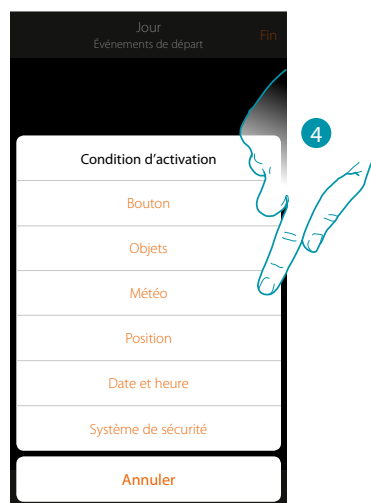 Jour
Événements de départ
Fin
4
Condition d’activation
Bouton
Objets
Météo
Position
Date et heure
Système de sécurité
Annuler